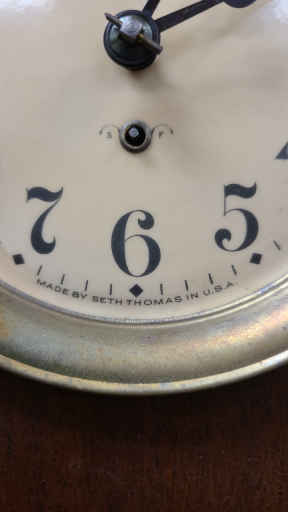 S F
7 6 5
MADE BY SETH THOMAS IN U.S.A.